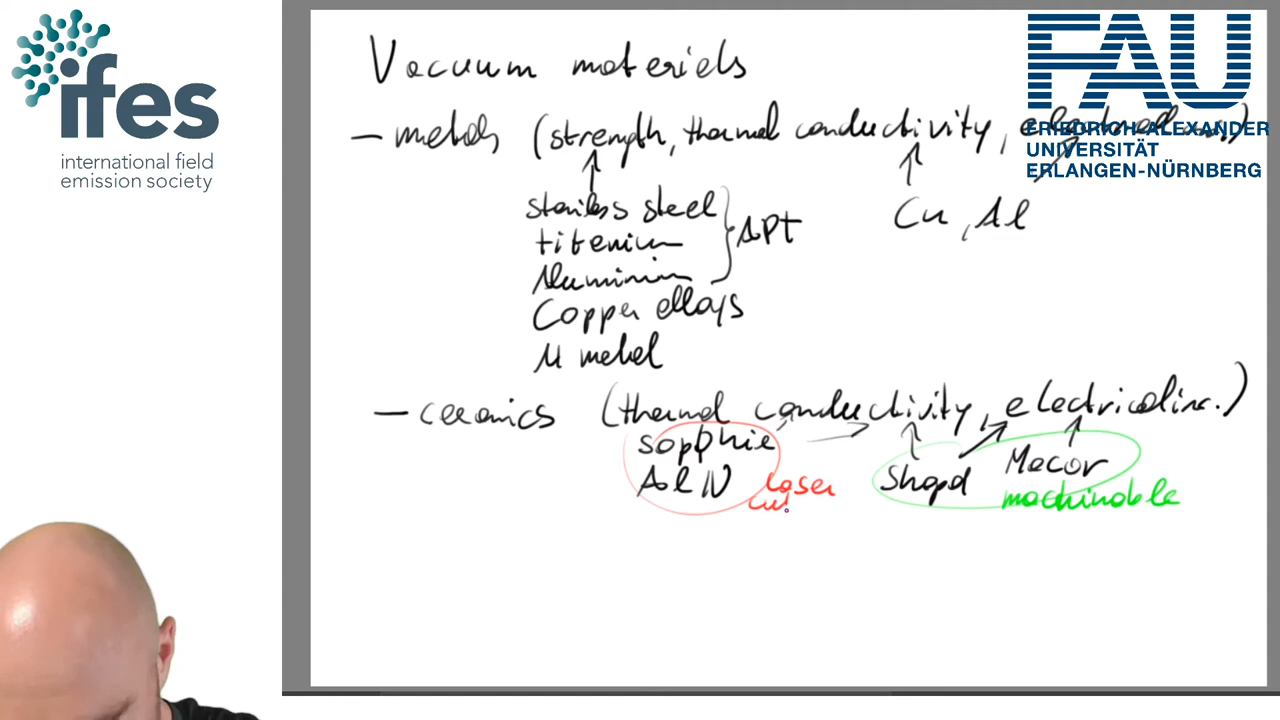 ifes
international field
emission society
FAU
FRIEDRICH-ALEXANDER
UNIVERSITÄT
ERLANGEN-NÜRNBERG
Vacuum materials
– metals (strength, thermal conductivity,
stainless steel
titanium
Aluminium
} APT
Cu, Al
Copper alloys
μ metal
– ceramics (thermal conductivity, electrical ins.)
sapphire
AlN
laser
cut
Shapal
Macor
machinable